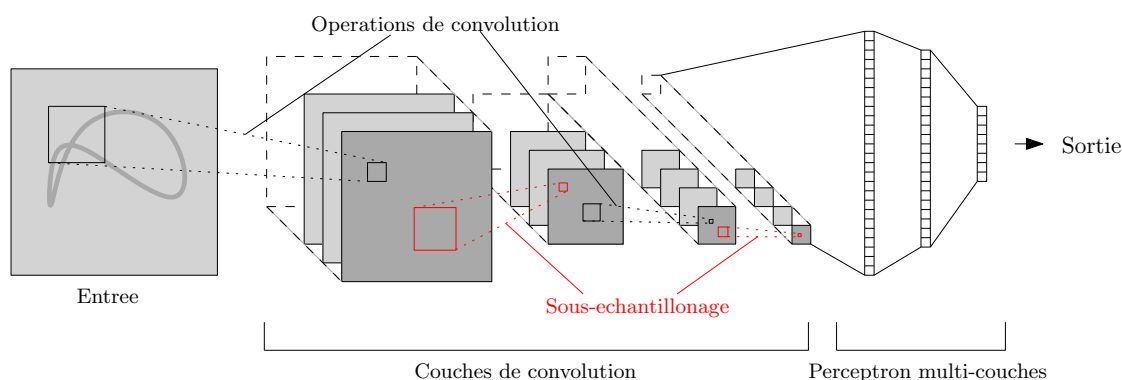 Operations de convolution
Sortie
Entree
Sous-echantillonage
Couches de convolution
Perceptron multi-couches